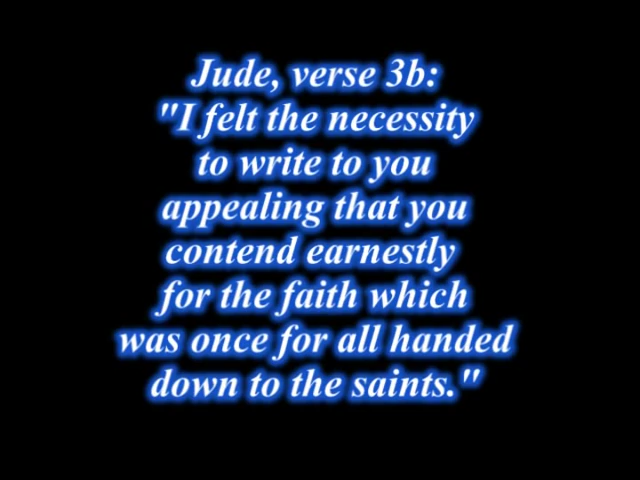 Jude, verse 3b:
"I felt the necessity
to write to you
appealing that you
contend earnestly
for the faith which
was once for all handed
down to the saints."